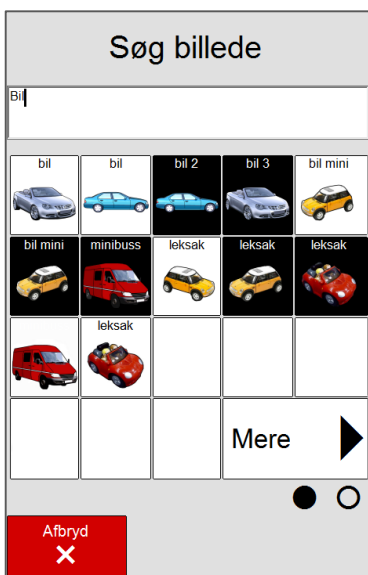 Søg billede
Bil
bil bil bil 2 bil 3 bil mini
bil mini minibuss leksak leksak leksak
leksak
Mere
Afbryd